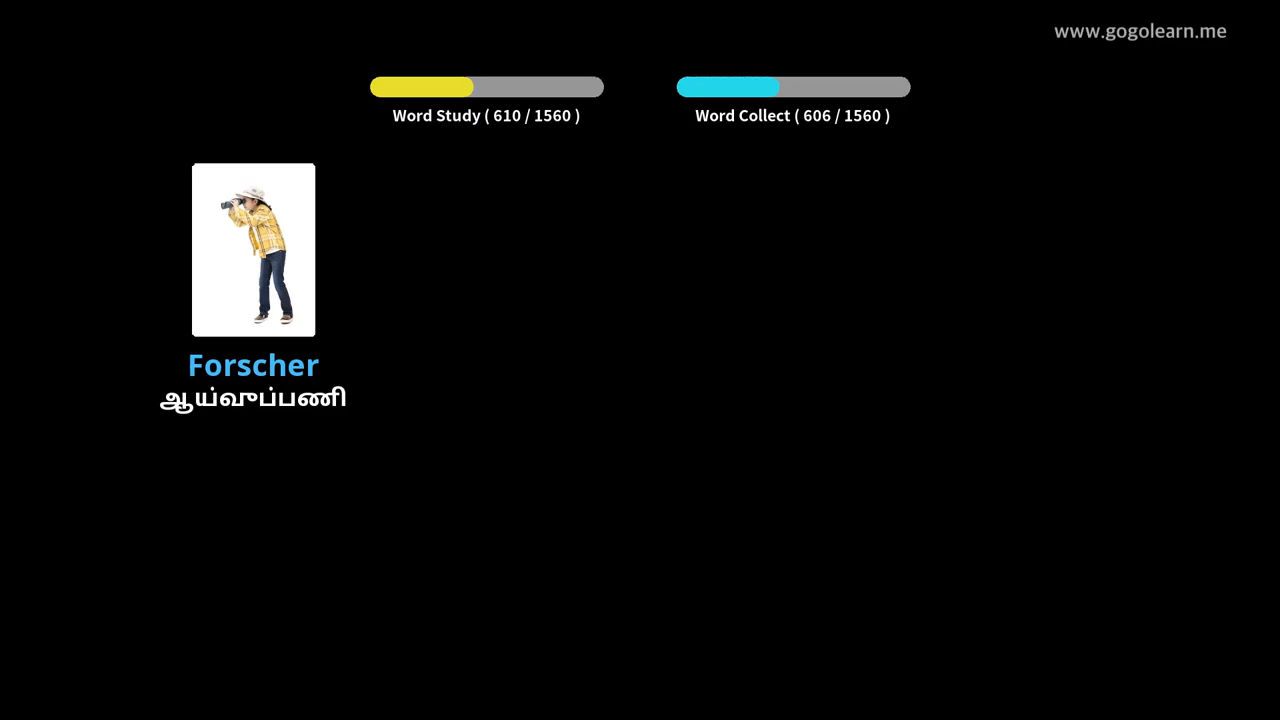 www.gogolearn.me
Word Study ( 610 / 1560 )
Word Collect ( 606 / 1560 )
Forscher
ஆய்வுப்பணி